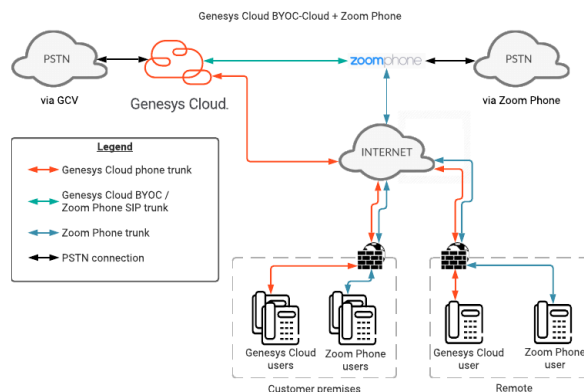 Genesys Cloud BYOC-Cloud + Zoom Phone
PSTN
via GCV
Genesys Cloud.
zoomphone
PSTN
via Zoom Phone
INTERNET
Legend
Genesys Cloud phone trunk
Genesys Cloud BYOC /
Zoom Phone SIP trunk
Zoom Phone trunk
PSTN connection
Genesys Cloud
users
Zoom Phone
users
Genesys Cloud
user
Zoom Phone
user
Customer premises
Remote